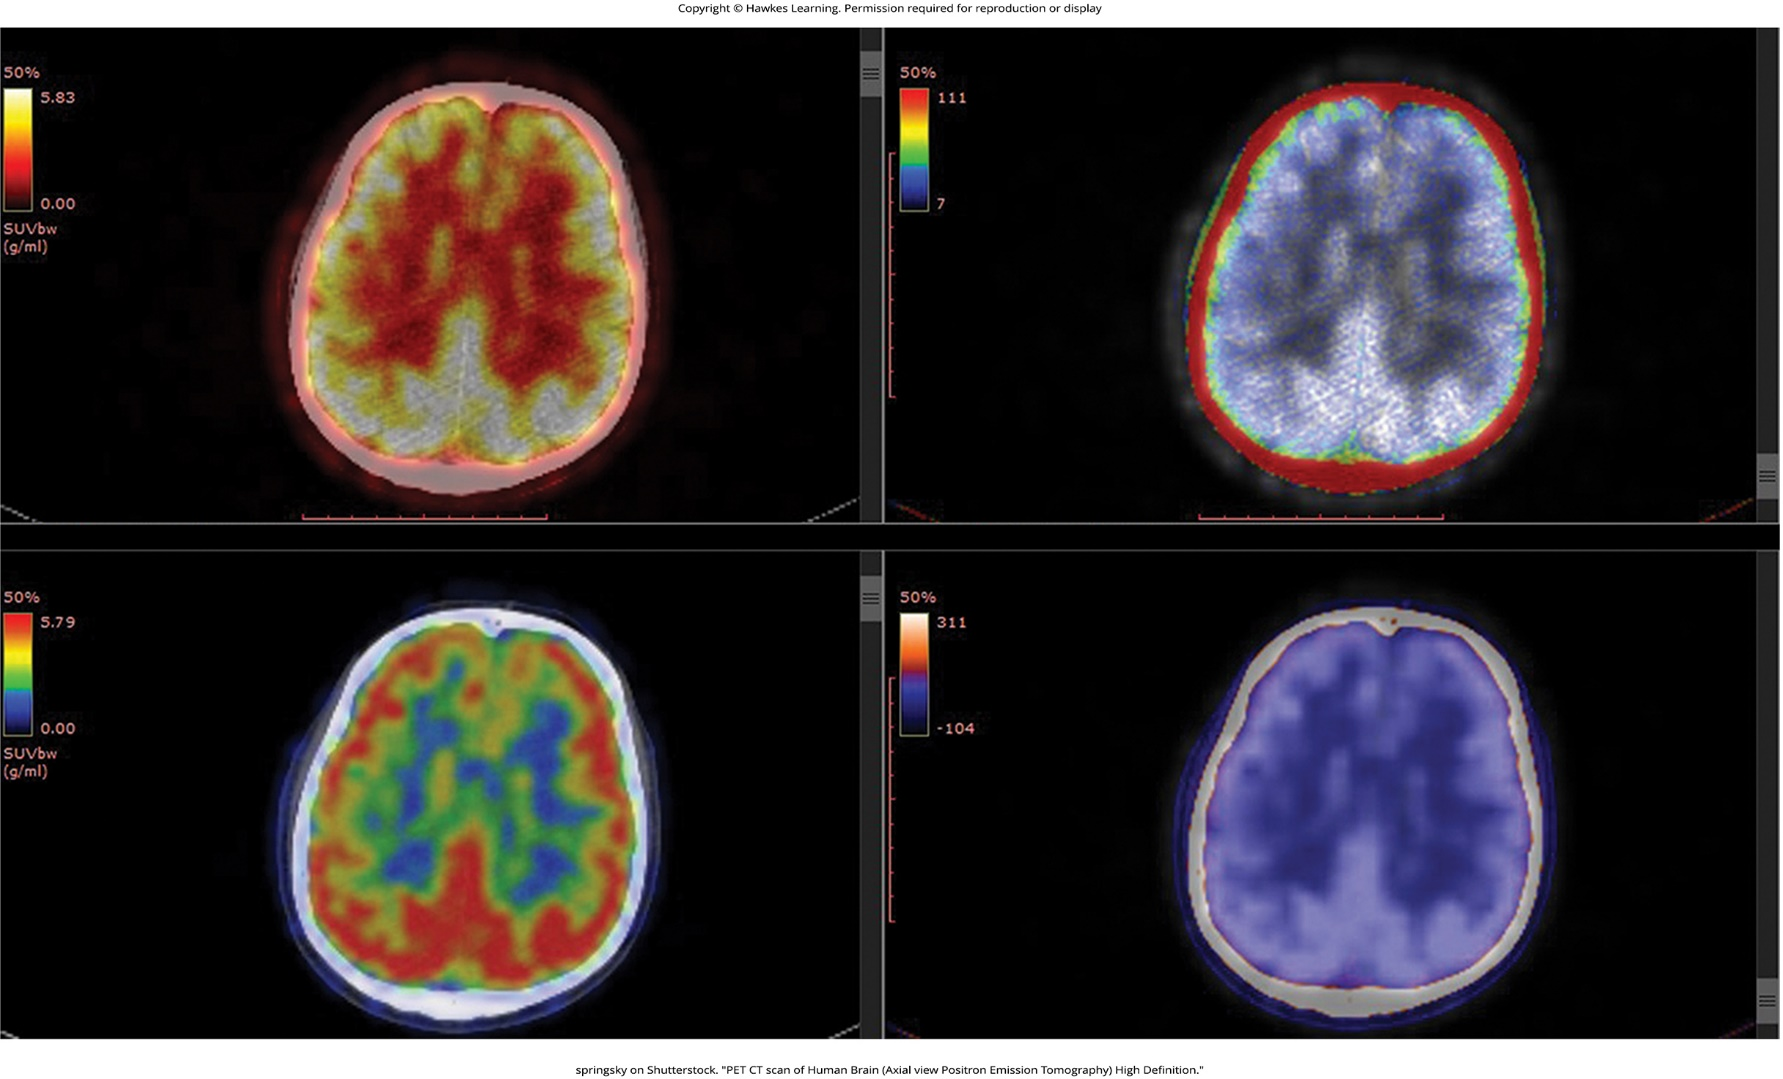 Copyright © Hawkes Learning. Permission required for reproduction or display
50%
5.83
0.00
SUVbw
(g/ml)
50%
111
7
50%
5.79
0.00
SUVbw
(g/ml)
50%
311
-104
springsky on Shutterstock. "PET CT scan of Human Brain (Axial view Positron Emission Tomography) High Definition."